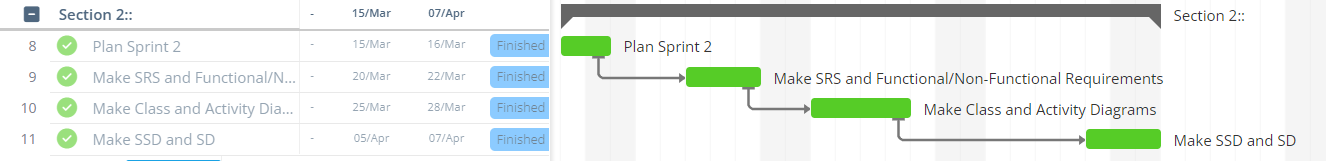 Section 2:: - 15/Mar 07/Apr
8 Plan Sprint 2 - 15/Mar 16/Mar Finished
9 Make SRS and Functional/N... - 20/Mar 22/Mar Finished
10 Make Class and Activity Dia... - 25/Mar 28/Mar Finished
11 Make SSD and SD - 05/Apr 07/Apr Finished
Section 2::
Plan Sprint 2
Make SRS and Functional/Non-Functional Requirements
Make Class and Activity Diagrams
Make SSD and SD